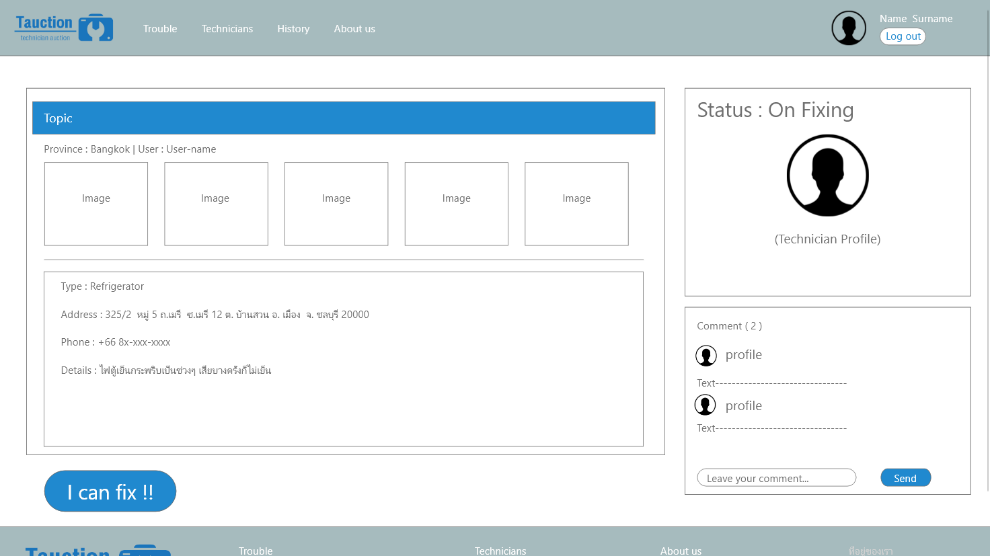 Tauction
technician auction
Trouble
Technicians
History
About us
Name Surname
Log out
Topic
Province : Bangkok | User : User-name
Image
Image
Image
Image
Image
Type : Refrigerator
Address : 325/2 หมู่ 5 ถ.เมรี ซ.เมรี 12 ต. บ้านสวน อ. เมือง จ. ชลบุรี 20000
Phone : +66 8x-xxx-xxxx
Details : ไฟตู้เย็นกระพริบเป็นช่วงๆ เสียบางครั้งก็ไม่เย็น
I can fix !!
Status : On Fixing
(Technician Profile)
Comment ( 2 )
profile
Text--------------------------------
profile
Text--------------------------------
Leave your comment...
Send
Tauction
Trouble
Technicians
About us
ที่อยู่ของเรา